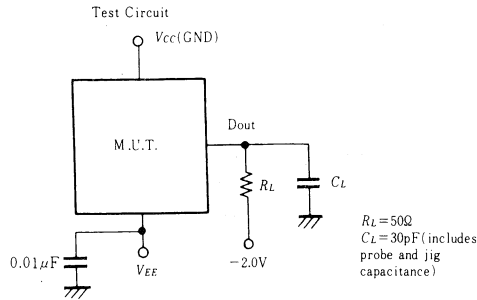 Test Circuit
Vcc(GND)
M.U.T.
Dout
RL
CL
0.01μF
VEE
−2.0V
RL=50Ω
CL=30pF(includes
probe and jig
capacitance)